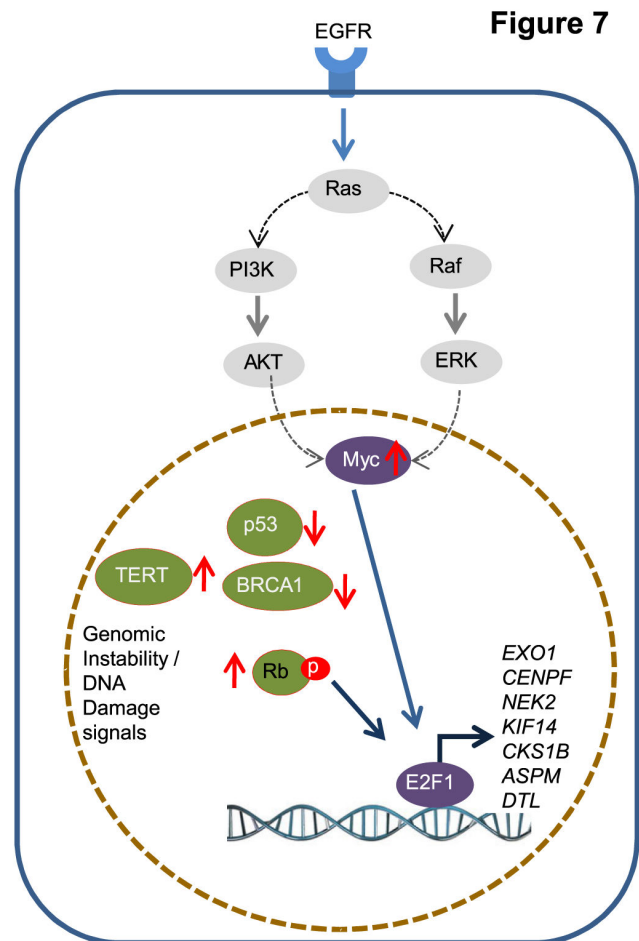 Figure 7
EGFR
Ras
PI3K
Raf
AKT
ERK
Myc
p53
TERT
BRCA1
Genomic
Instability /
DNA
Damage
signals
Rb
p
EXO1
CENPF
NEK2
KIF14
CKS1B
ASPM
DTL
E2F1